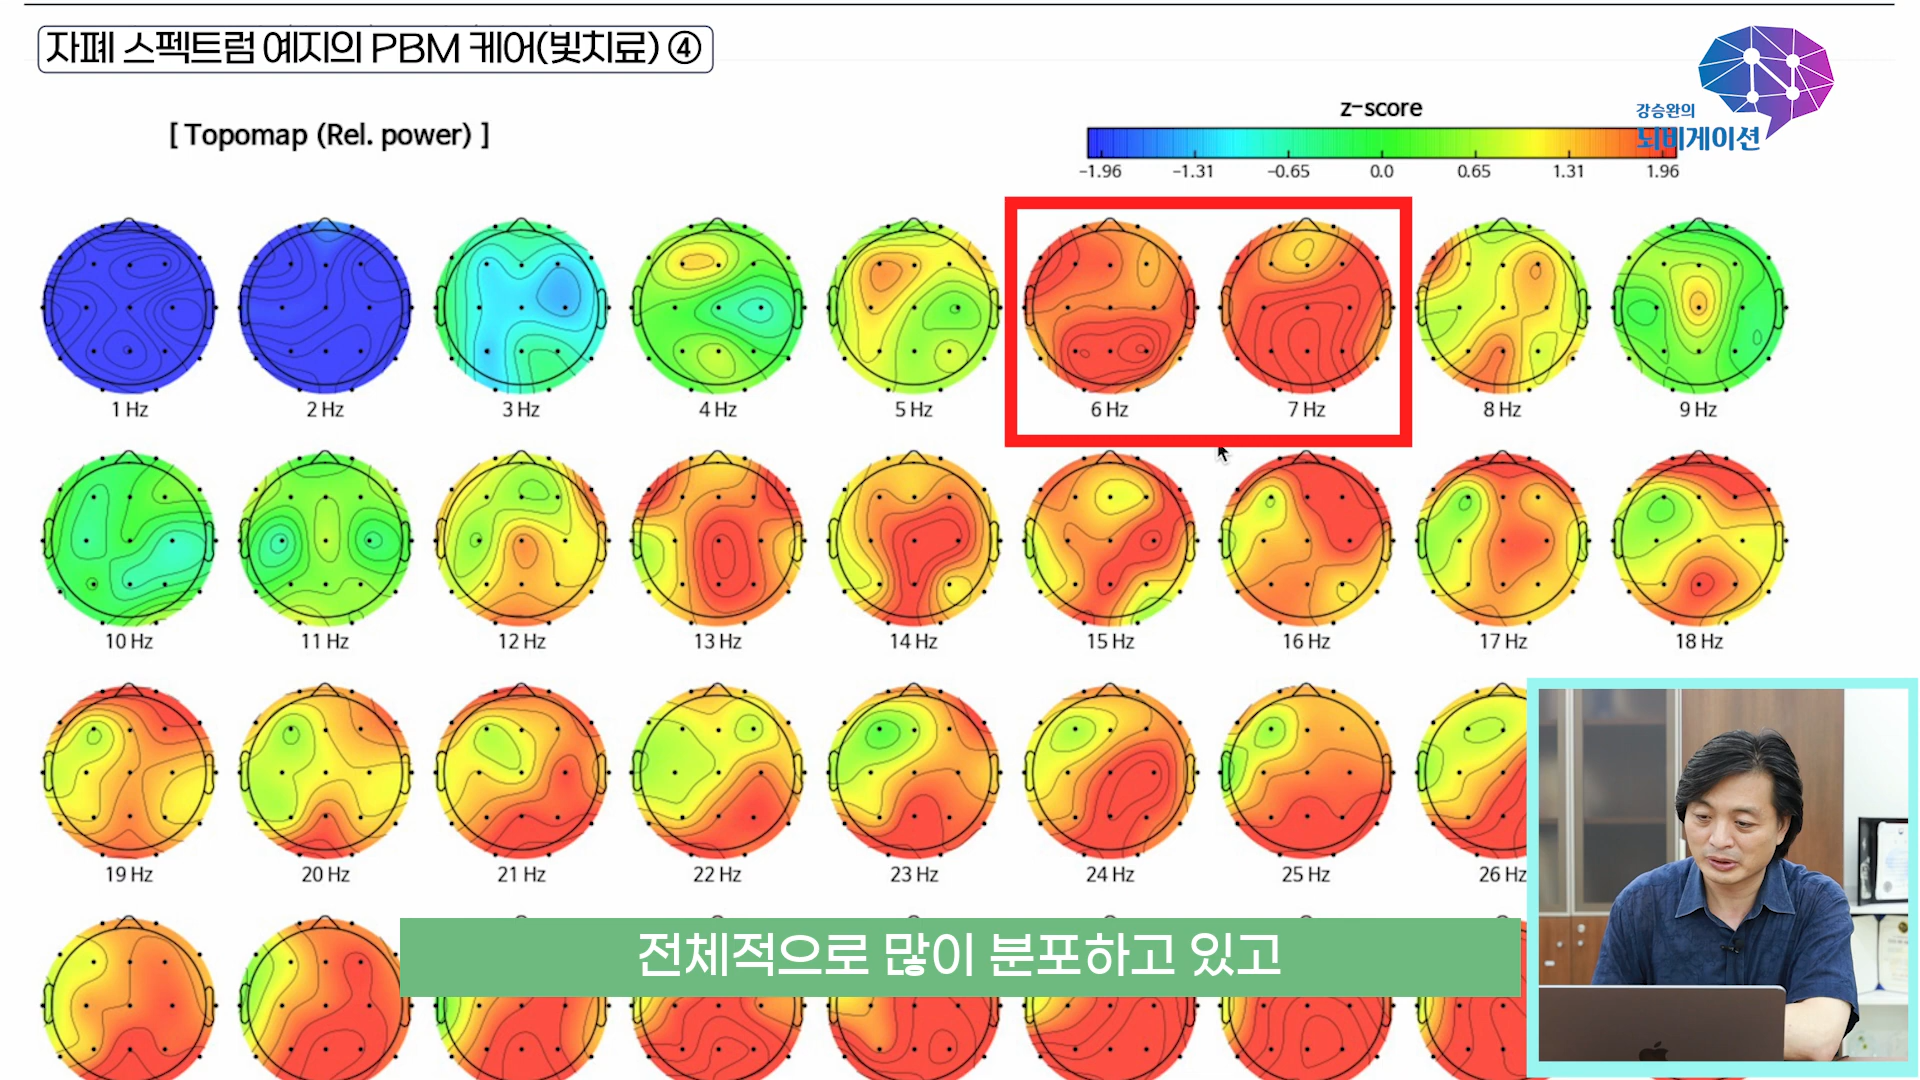 자폐 스펙트럼 예지의 PBM 케어(빛치료) ④
강승완의
뇌비게이션
[ Topomap (Rel. power) ]
z-score
-1.96 -1.31 -0.65 0.0 0.65 1.31 1.96
1 Hz 2 Hz 3 Hz 4 Hz 5 Hz 6 Hz 7 Hz 8 Hz 9 Hz
10 Hz 11 Hz 12 Hz 13 Hz 14 Hz 15 Hz 16 Hz 17 Hz 18 Hz
19 Hz 20 Hz 21 Hz 22 Hz 23 Hz 24 Hz 25 Hz 26 Hz
전체적으로 많이 분포하고 있고